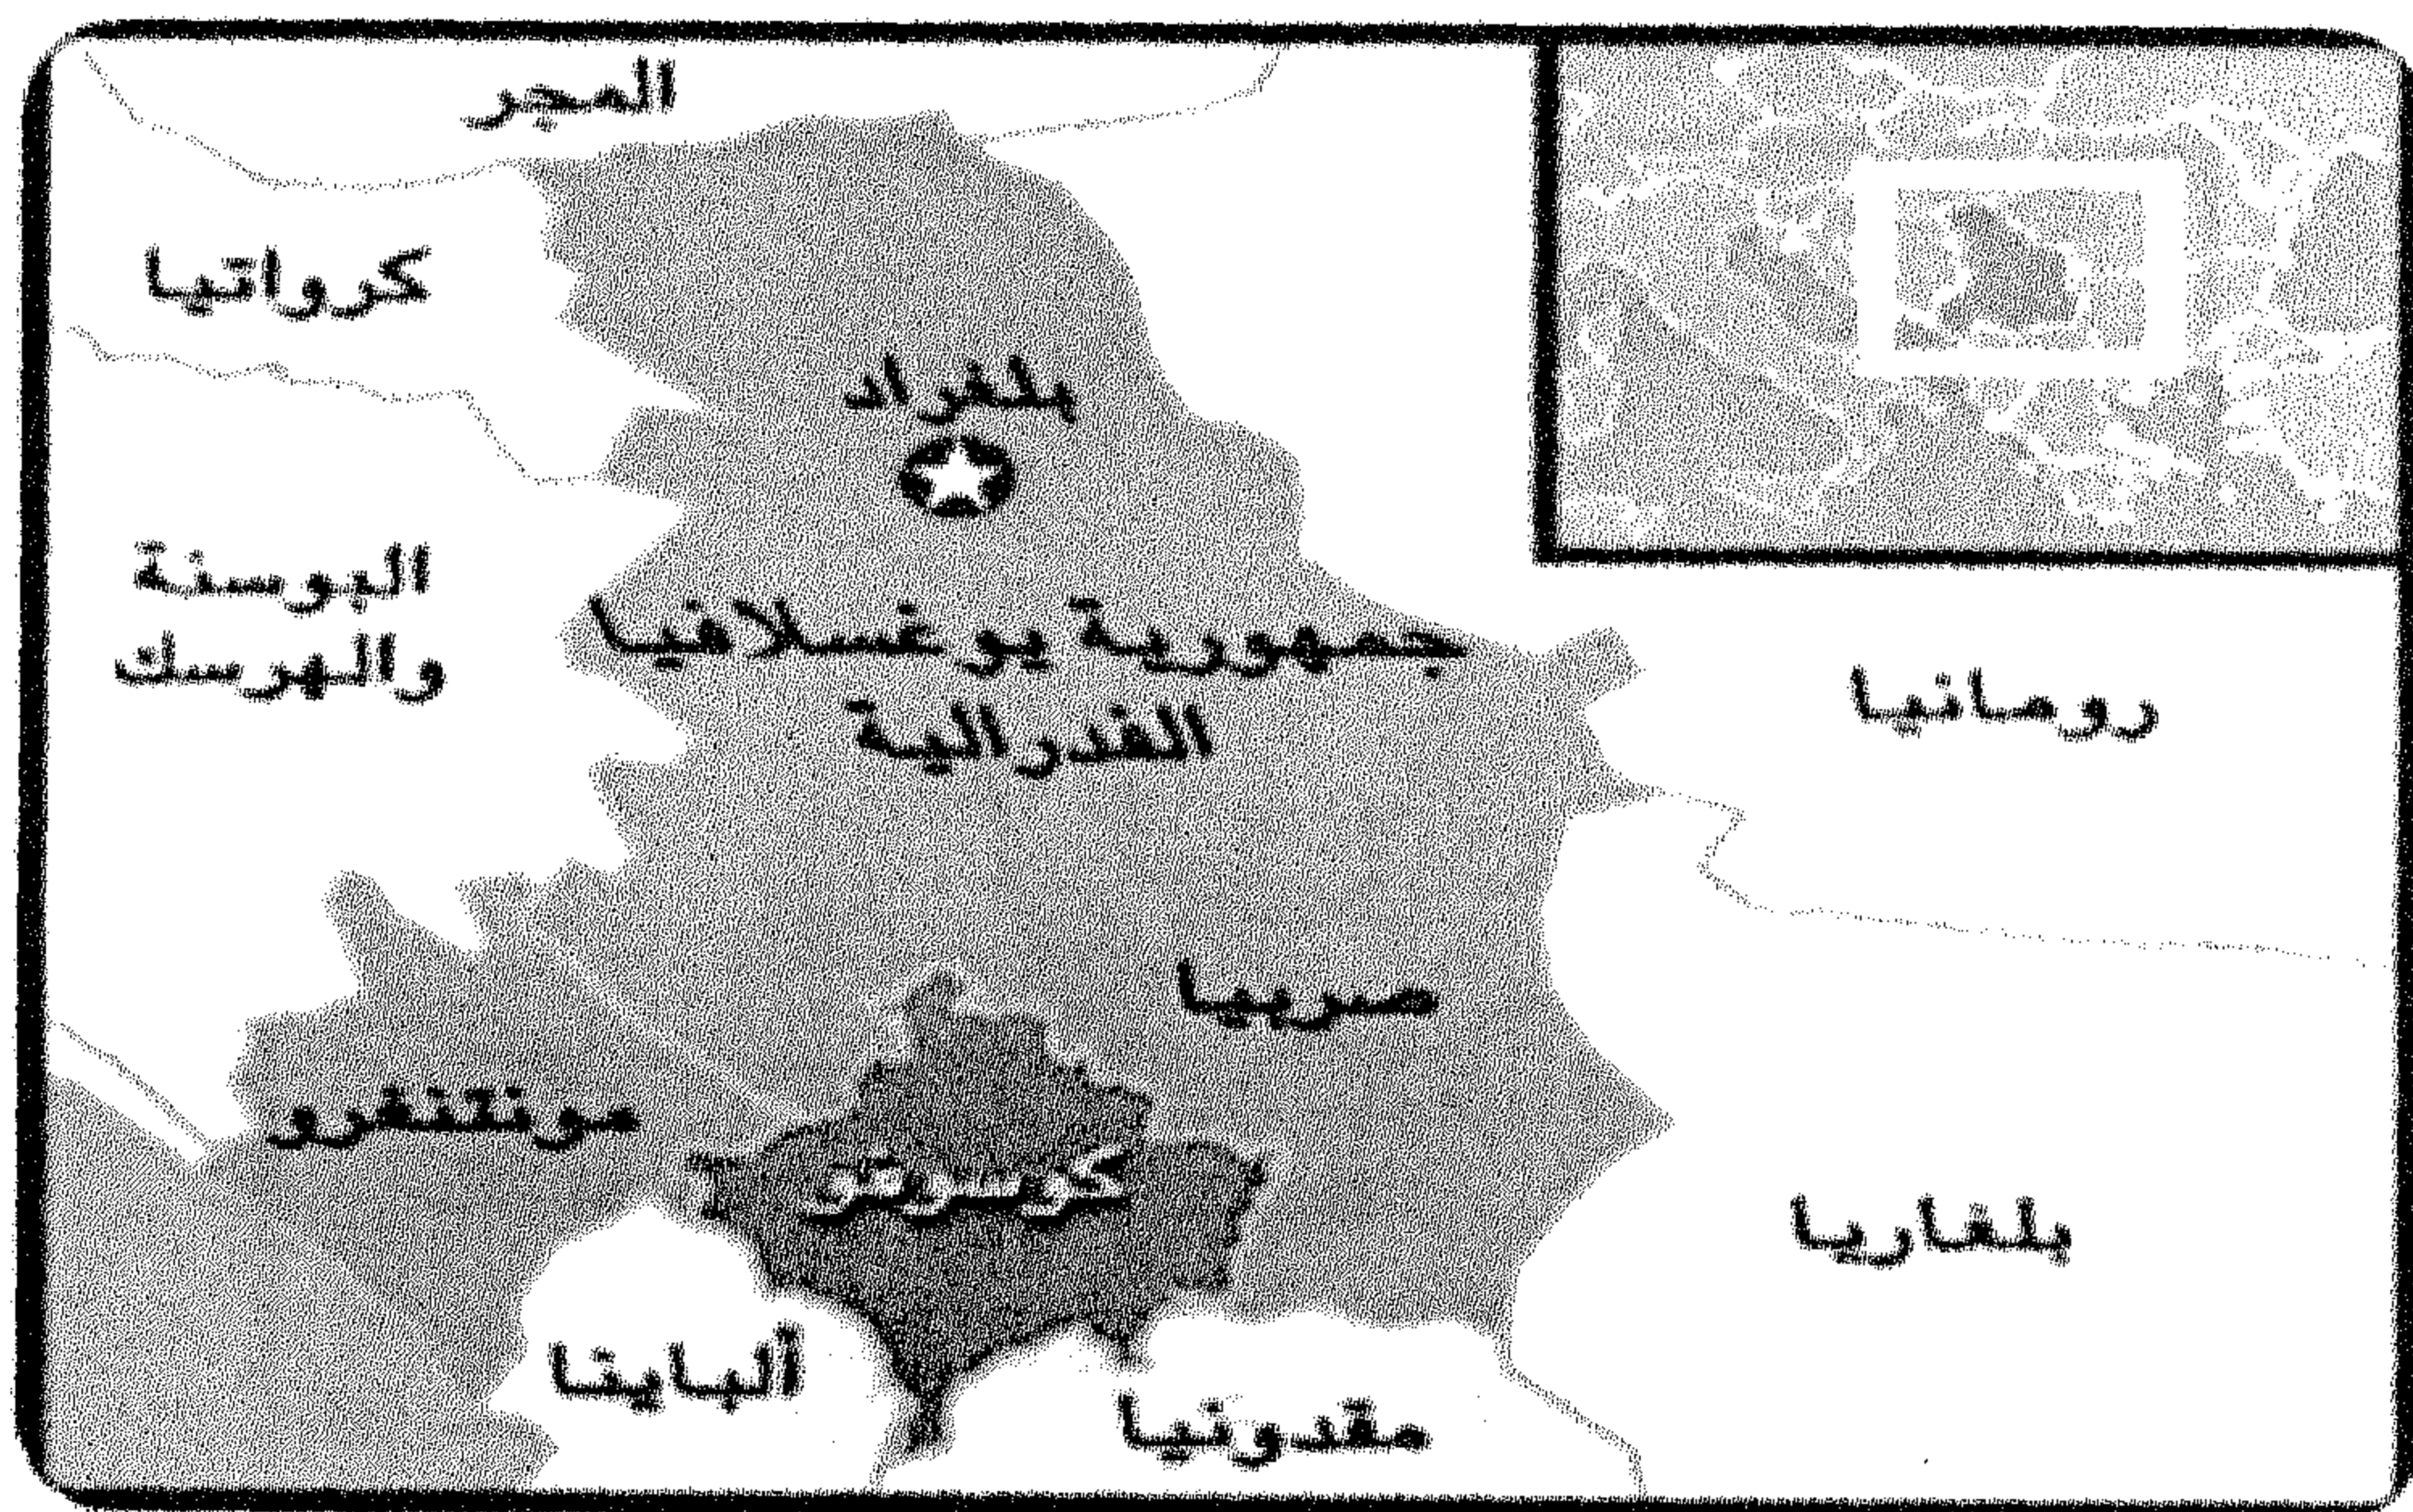 المجر
كرواتيا
بلغراد
البوسنة
والهرسك
جمهورية يوغسلافيا
الفدرالية
رومانيا
صربيا
مونتنغرو
كوسوفو
بلغاريا
ألبانيا
مقدونيا